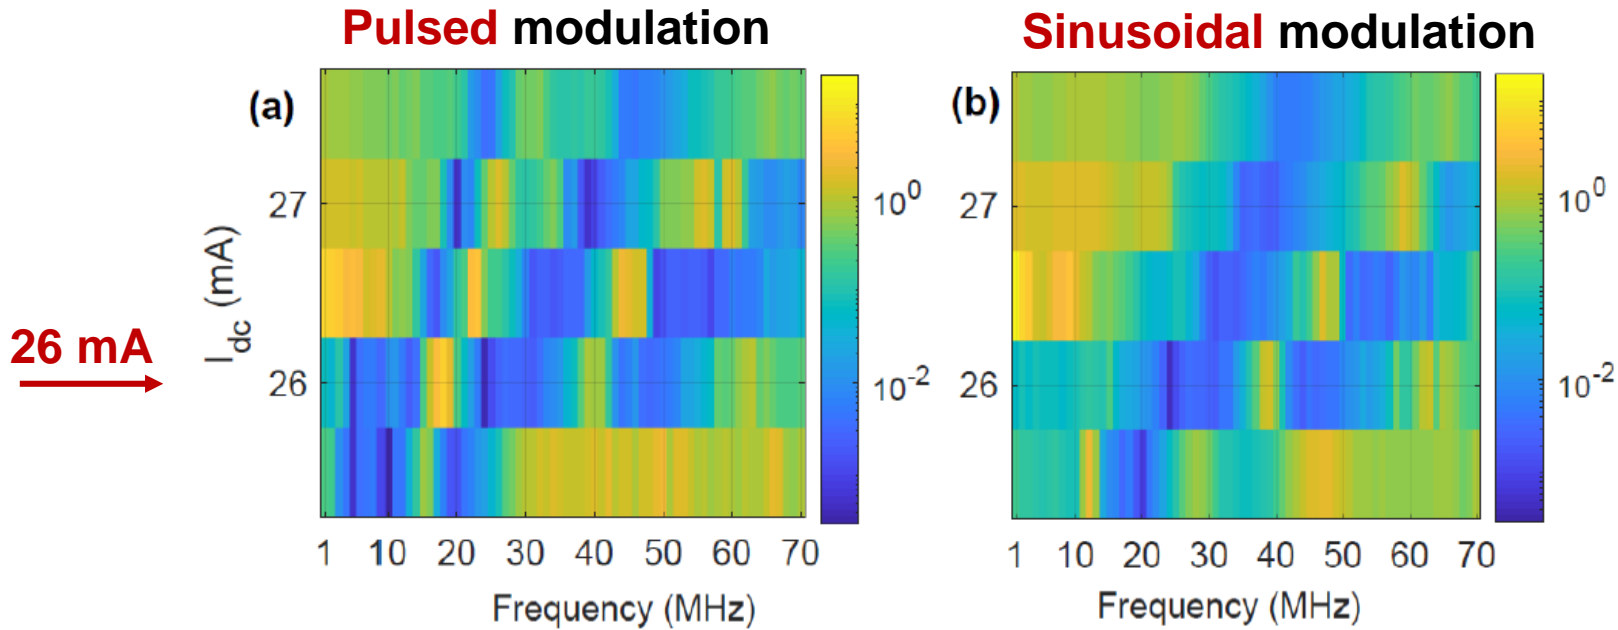 Pulsed modulation
Sinusoidal modulation
(a)
(b)
26 mA
I_dc (mA)
27
26
10^0
10^-2
1 10 20 30 40 50 60 70
Frequency (MHz)
27
26
10^0
10^-2
1 10 20 30 40 50 60 70
Frequency (MHz)